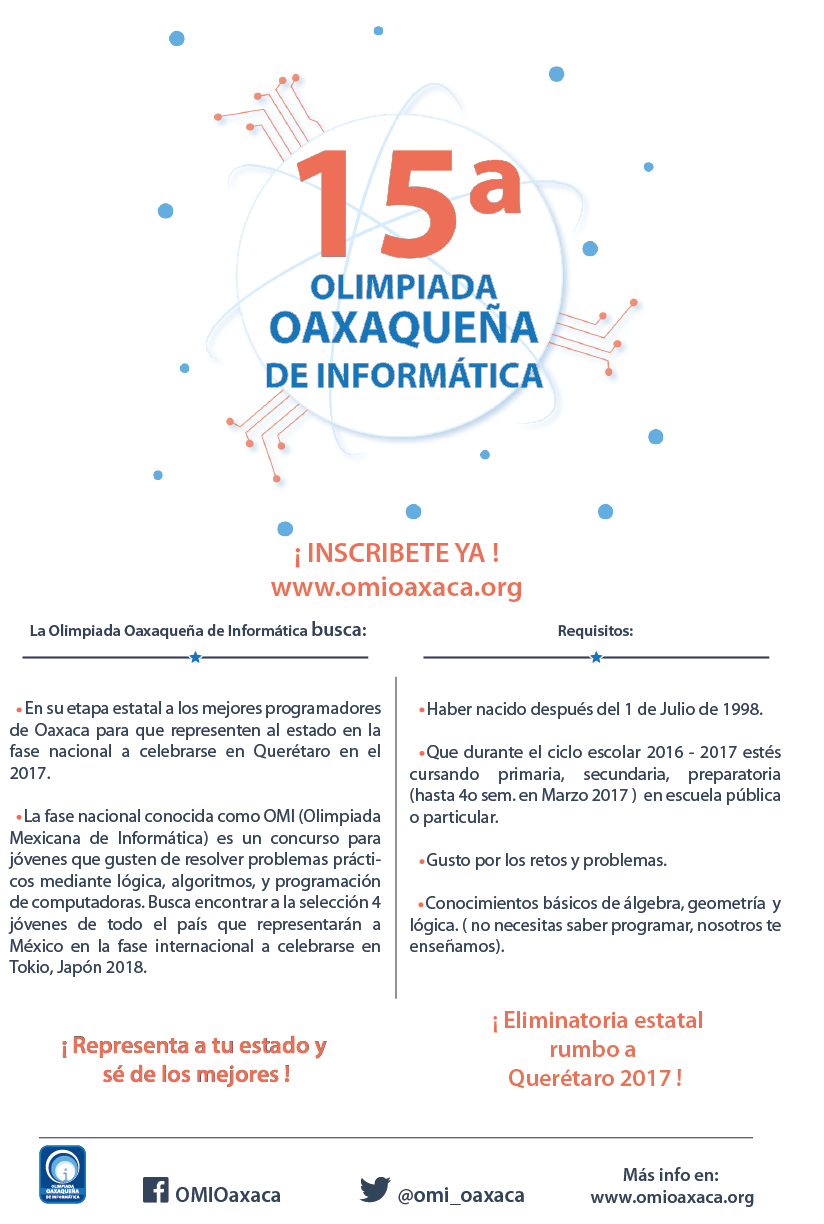 15ª
OLIMPIADA
OAXAQUEÑA
DE INFORMÁTICA
¡ INSCRIBETE YA !
www.omioaxaca.org
La Olimpiada Oaxaqueña de Informática busca:
• En su etapa estatal a los mejores programadores
de Oaxaca para que representen al estado en la
fase nacional a celebrarse en Querétaro en el
2017.
• La fase nacional conocida como OMI (Olimpiada
Mexicana de Informática) es un concurso para
jóvenes que gusten de resolver problemas prácti-
cos mediante lógica, algoritmos, y programación
de computadoras. Busca encontrar a la selección 4
jóvenes de todo el país que representarán a
México en la fase internacional a celebrarse en
Tokio, Japón 2018.
¡ Representa a tu estado y
sé de los mejores !
Requisitos:
• Haber nacido después del 1 de Julio de 1998.
• Que durante el ciclo escolar 2016 - 2017 estés
cursando primaria, secundaria, preparatoria
(hasta 4o sem. en Marzo 2017 ) en escuela pública
o particular.
• Gusto por los retos y problemas.
• Conocimientos básicos de álgebra, geometría y
lógica. ( no necesitas saber programar, nosotros te
enseñamos).
¡ Eliminatoria estatal
rumbo a
Querétaro 2017 !
OLIMPIADA
OAXAQUEÑA
DE INFORMÁTICA
OMIOaxaca
@omi_oaxaca
Más info en:
www.omioaxaca.org